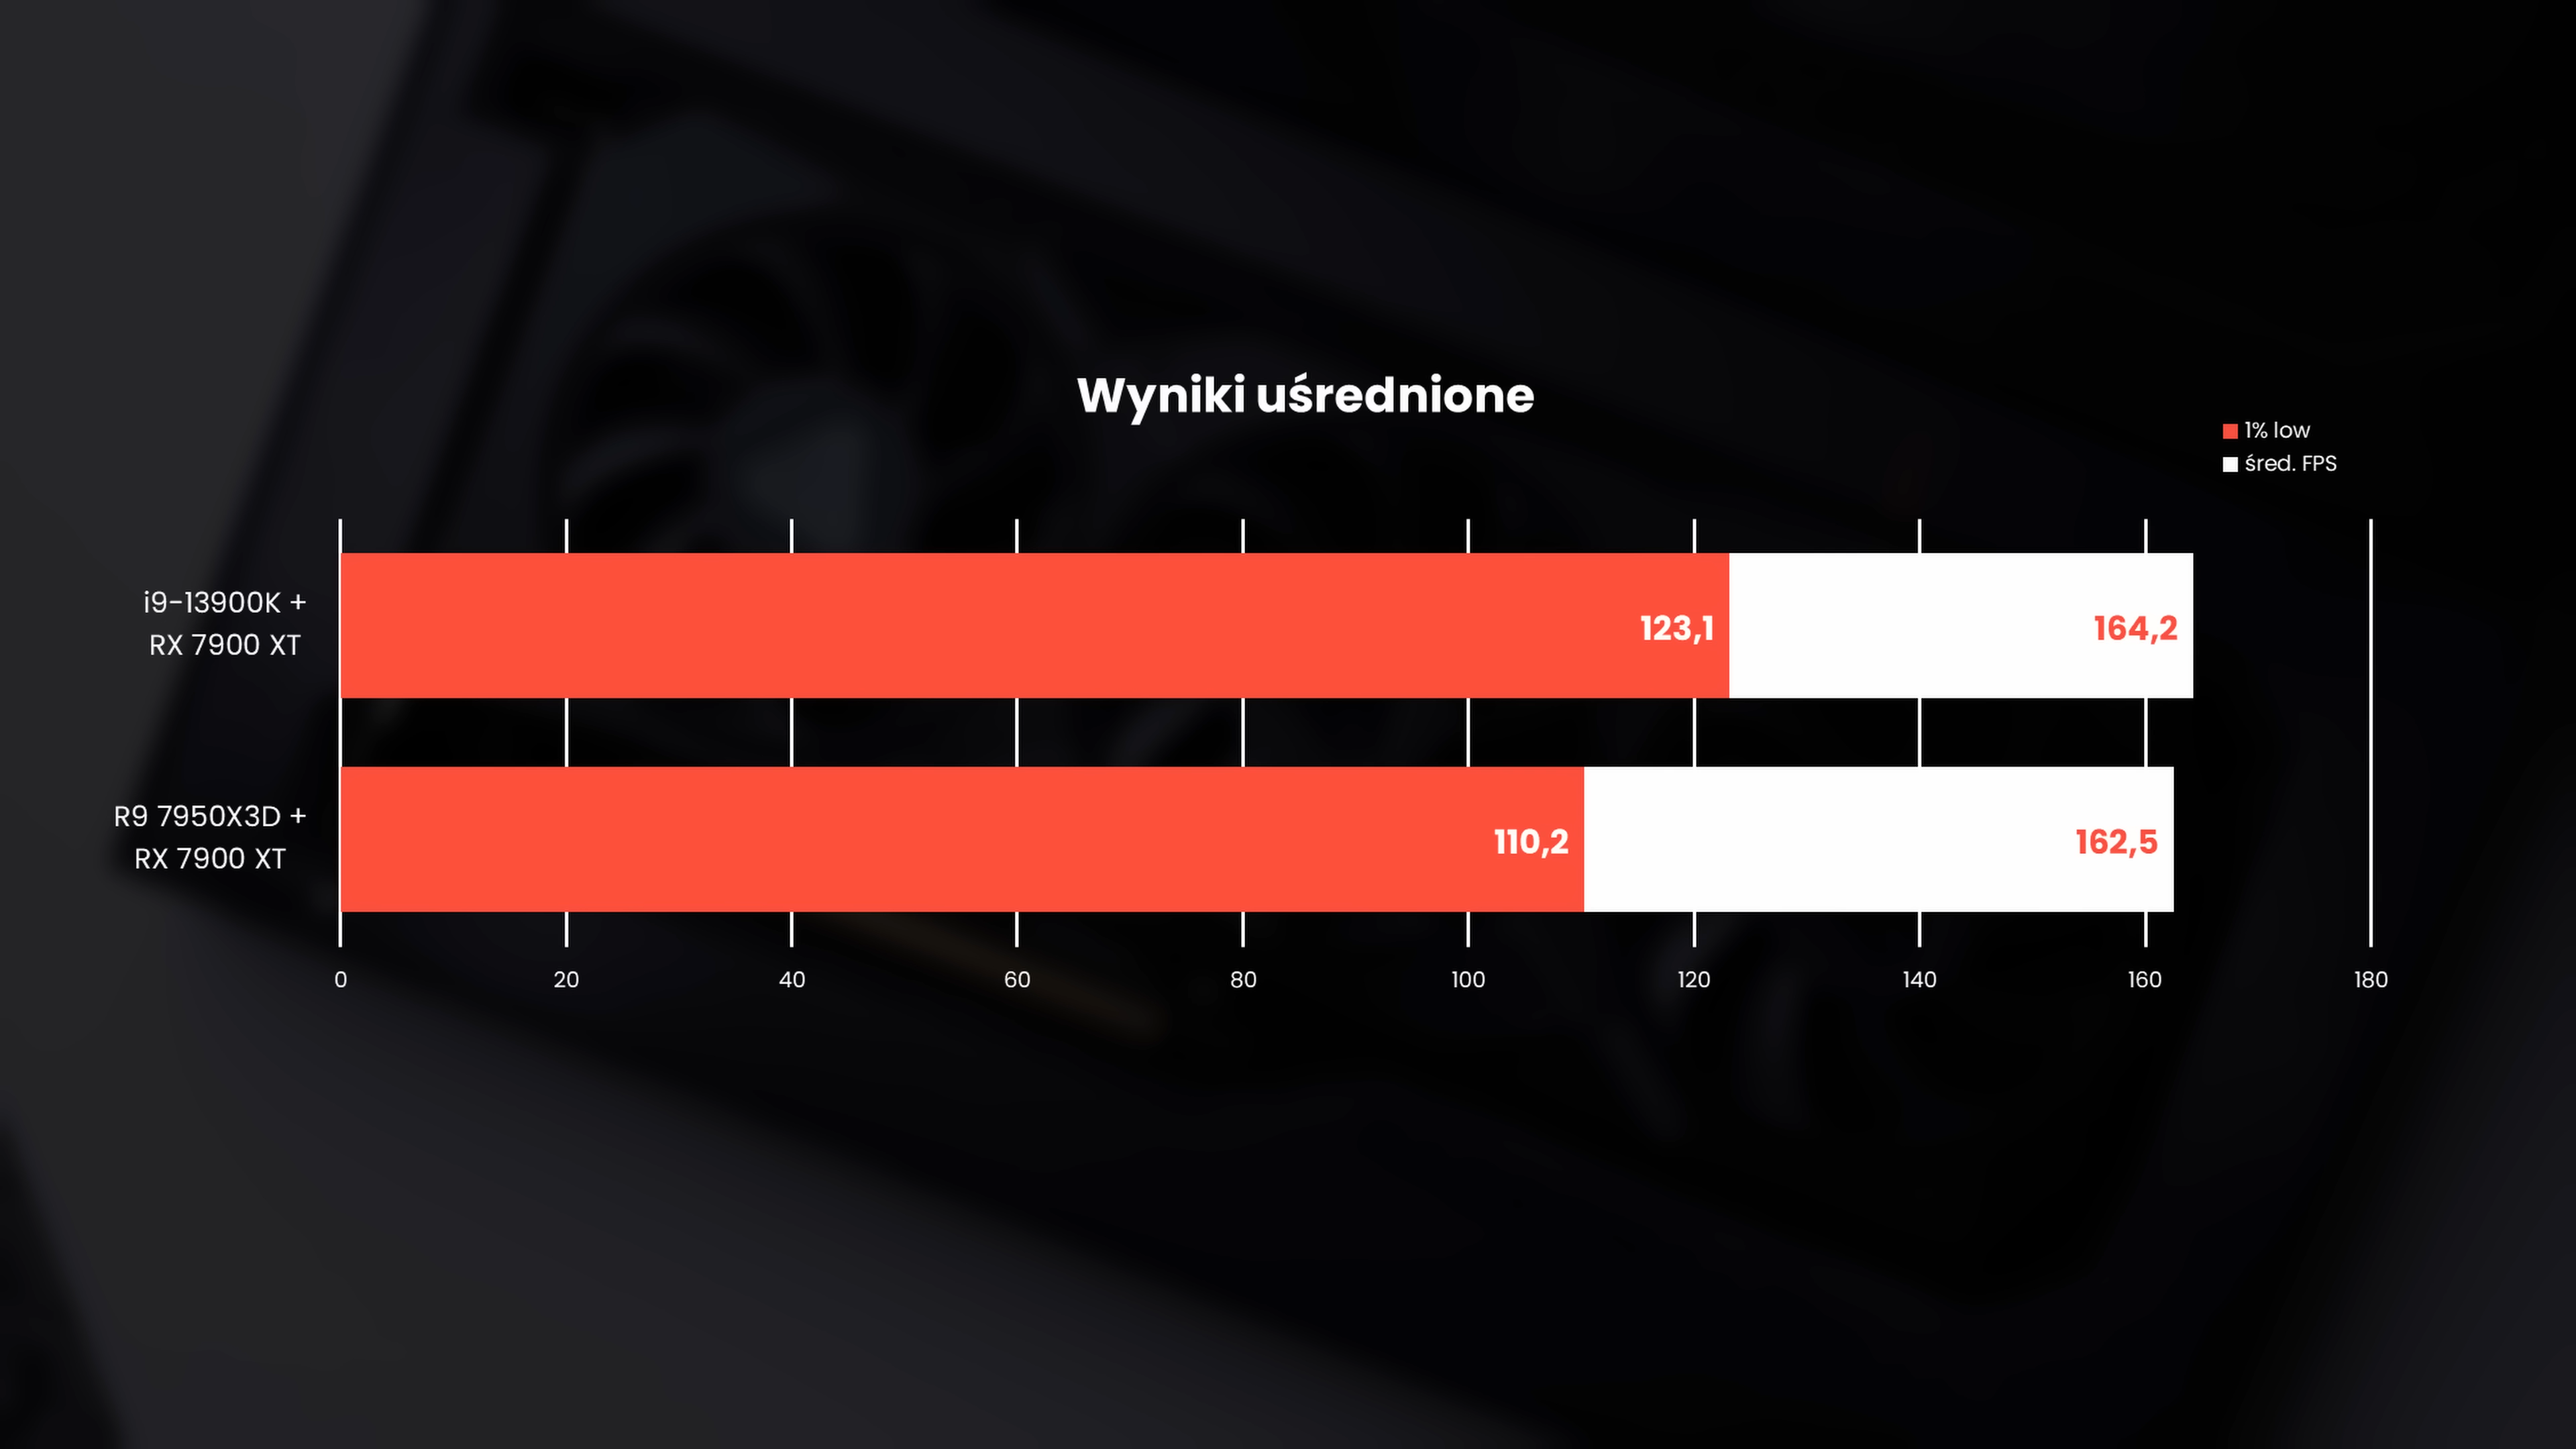 Wyniki uśrednione
1% low
śred. FPS
i9-13900K +
RX 7900 XT
123,1
164,2
R9 7950X3D +
RX 7900 XT
110,2
162,5
0 20 40 60 80 100 120 140 160 180